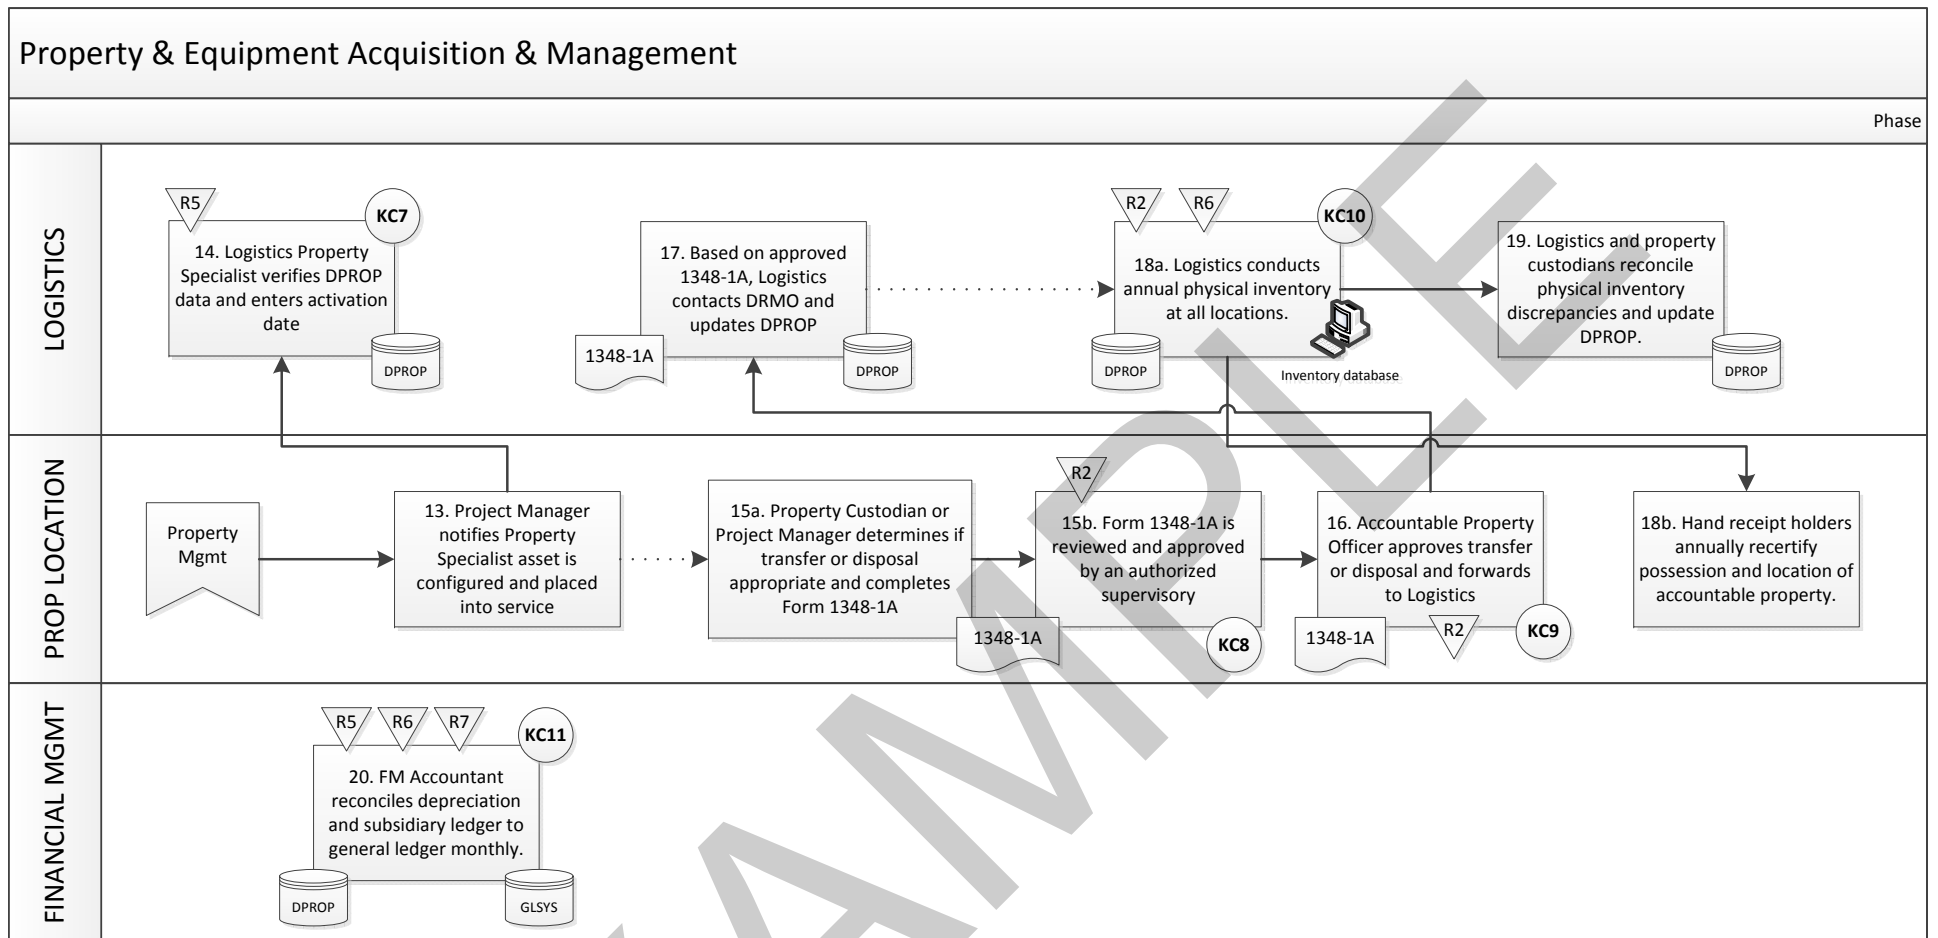 Property & Equipment Acquisition & Management
Phase
LOGISTICS
R5
KC7
14. Logistics Property
Specialist verifies DPROP
data and enters activation
date
DPROP
17. Based on approved
1348-1A, Logistics
contacts DRMO and
updates DPROP
1348-1A
DPROP
R2
R6
KC10
18a. Logistics conducts
annual physical inventory
at all locations.
DPROP
Inventory database
19. Logistics and property
custodians reconcile
physical inventory
discrepancies and update
DPROP.
DPROP
PROP LOCATION
Property
Mgmt
13. Project Manager
notifies Property
Specialist asset is
configured and placed
into service
15a. Property Custodian or
Project Manager determines if
transfer or disposal
appropriate and completes
Form 1348-1A
1348-1A
R2
15b. Form 1348-1A is
reviewed and approved
by an authorized
supervisory
KC8
16. Accountable Property
Officer approves transfer
or disposal and forwards
to Logistics
1348-1A
R2
KC9
18b. Hand receipt holders
annually recertify
possession and location of
accountable property.
FINANCIAL MGMT
R5
R6
R7
KC11
20. FM Accountant
reconciles depreciation
and subsidiary ledger to
general ledger monthly.
DPROP
GLSYS
AMPLE